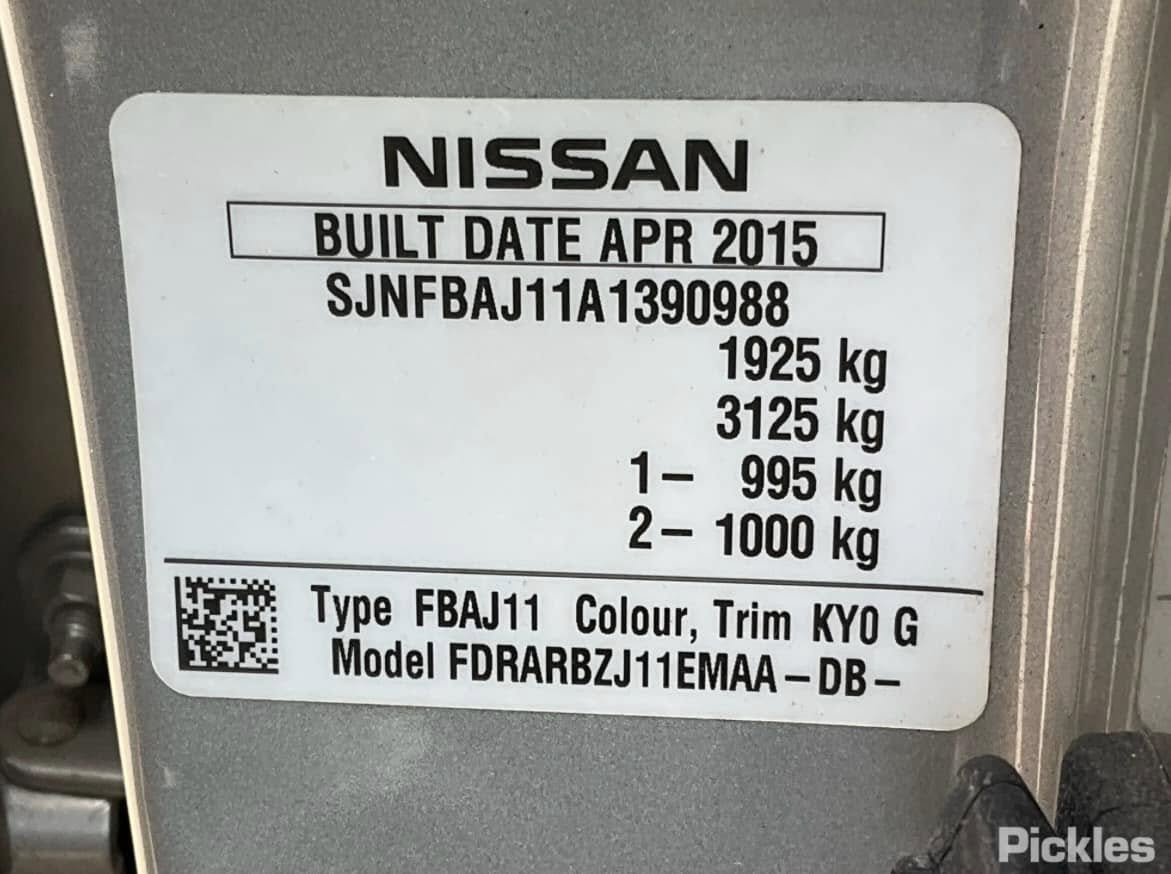 NISSAN
BUILT DATE APR 2015
SJNFBAJ11A1390988
1925 kg
3125 kg
1 – 995 kg
2 – 1000 kg
Type FBAJ11 Colour, Trim KY0 G
Model FDRARBZJ11EMAA – DB –
Pickles